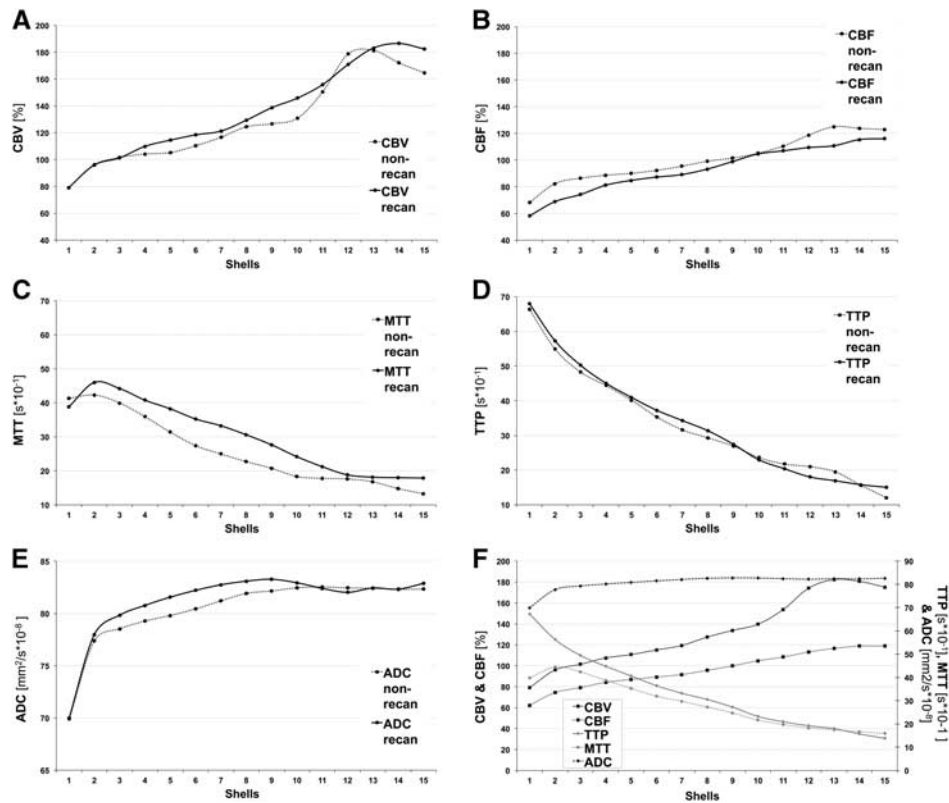 A
200
180
160
140
120
100
80
60
40
CBV [%]
CBV
non-
recan
CBV
recan
1 2 3 4 5 6 7 8 9 10 11 12 13 14 15
Shells
B
200
180
160
140
120
100
80
60
40
CBF [%]
CBF
non-
recan
CBF
recan
1 2 3 4 5 6 7 8 9 10 11 12 13 14 15
Shells
C
70
60
50
40
30
20
10
MTT [s*10⁻¹]
MTT
non-
recan
MTT
recan
1 2 3 4 5 6 7 8 9 10 11 12 13 14 15
Shells
D
70
60
50
40
30
20
10
TTP [s*10⁻¹]
TTP
non-
recan
TTP
recan
1 2 3 4 5 6 7 8 9 10 11 12 13 14 15
Shells
E
85
80
75
70
65
ADC [mm²/s*10⁻⁸]
ADC
non-
recan
ADC
recan
1 2 3 4 5 6 7 8 9 10 11 12 13 14 15
Shells
F
200
180
160
140
120
100
80
60
40
20
0
CBV & CBF [%]
CBV
CBF
TTP
MTT
ADC
90
80
70
60
50
40
30
20
10
0
TTP [s*10⁻¹], MTT [s*10-1]
& ADC [mm2/s*10⁻⁸]
1 2 3 4 5 6 7 8 9 10 11 12 13 14 15
Shells